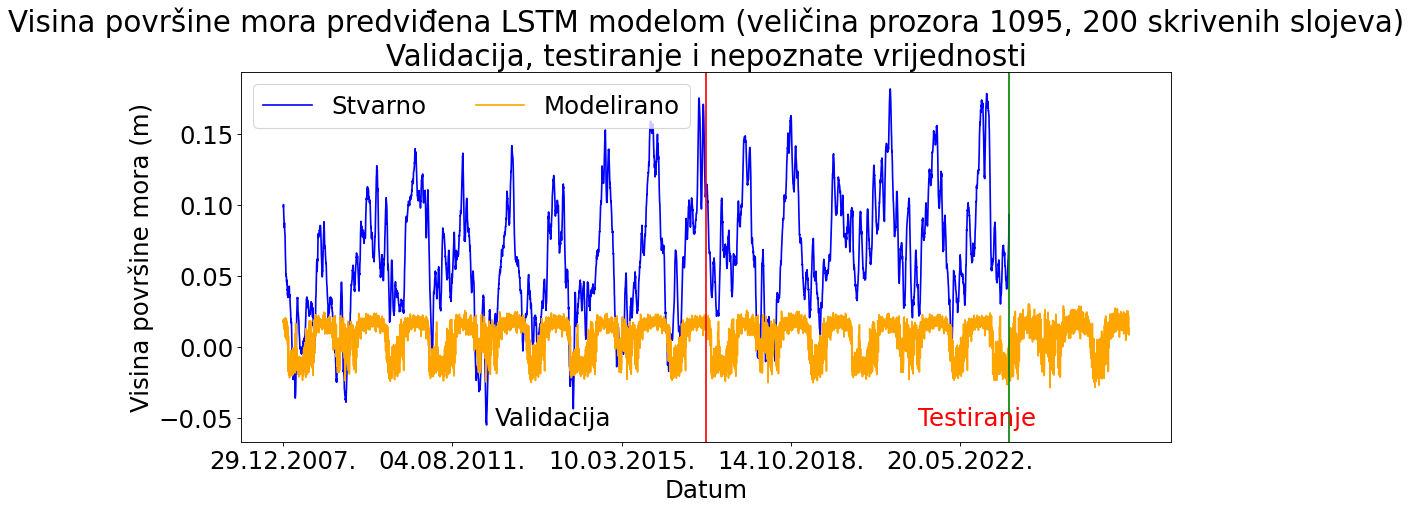 Visina površine mora predviđena LSTM modelom (veličina prozora 1095, 200 skrivenih slojeva)
Validacija, testiranje i nepoznate vrijednosti
Stvarno
Modelirano
Visina površine mora (m)
0.15
0.10
0.05
0.00
−0.05
Validacija
Testiranje
29.12.2007.
04.08.2011.
10.03.2015.
14.10.2018.
20.05.2022.
Datum